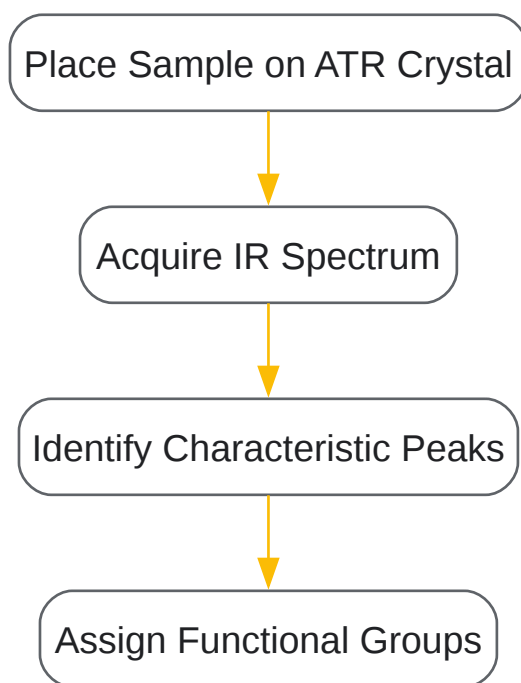 Place Sample on ATR Crystal
Acquire IR Spectrum
Identify Characteristic Peaks
Assign Functional Groups